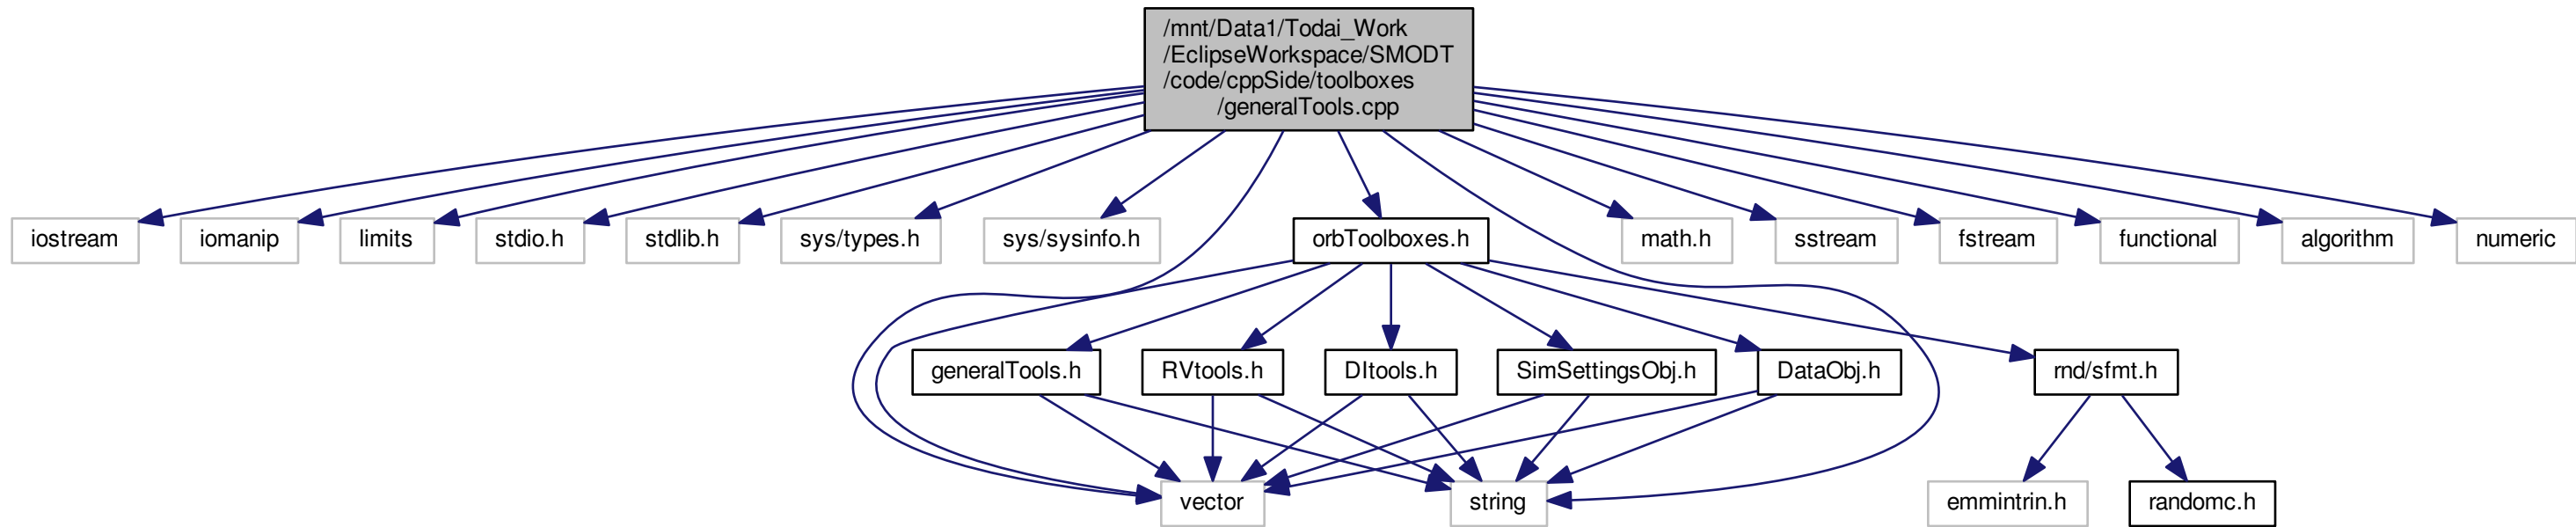 /mnt/Data1/Todai_Work
/EclipseWorkspace/SMODT
/code/cppSide/toolboxes
/generalTools.cpp
iostream
iomanip
limits
stdio.h
stdlib.h
sys/types.h
sys/sysinfo.h
orbToolboxes.h
math.h
sstream
fstream
functional
algorithm
numeric
generalTools.h
RVtools.h
DItools.h
SimSettingsObj.h
DataObj.h
rnd/sfmt.h
vector
string
emmintrin.h
randomc.h